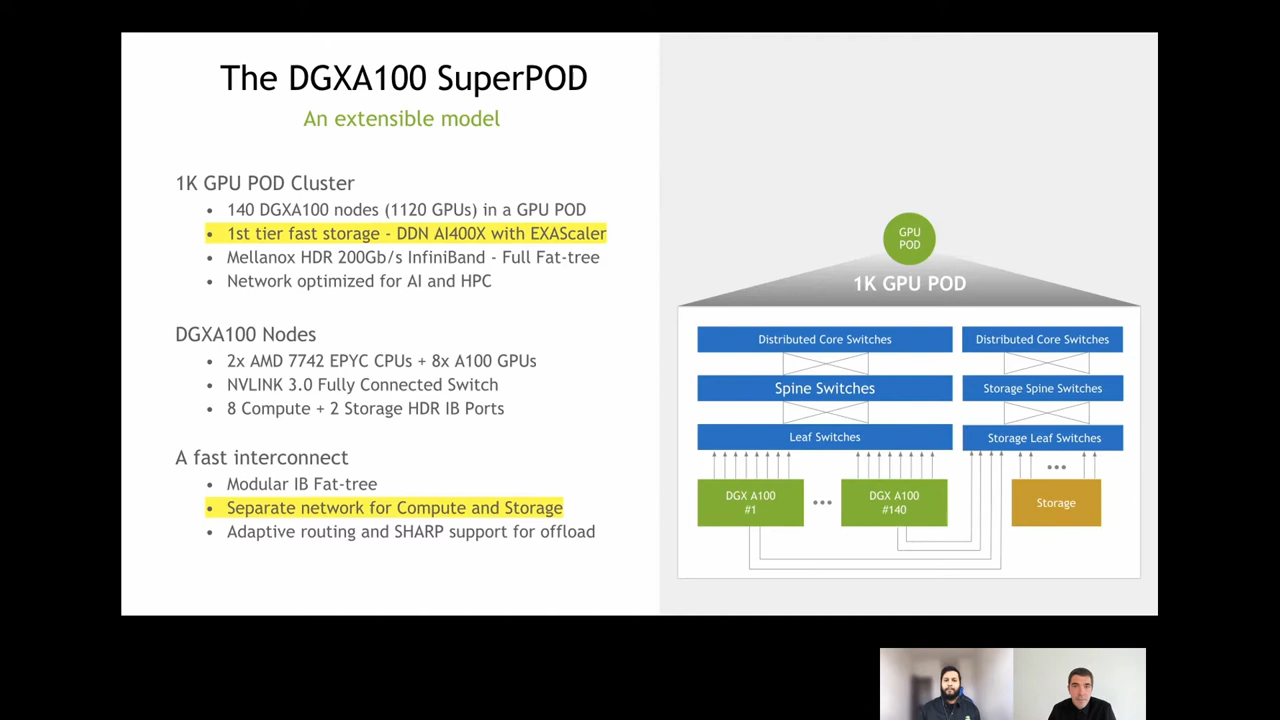 The DGXA100 SuperPOD
An extensible model
1K GPU POD Cluster
• 140 DGXA100 nodes (1120 GPUs) in a GPU POD
• 1st tier fast storage - DDN AI400X with EXAScaler
• Mellanox HDR 200Gb/s InfiniBand - Full Fat-tree
• Network optimized for AI and HPC
DGXA100 Nodes
• 2x AMD 7742 EPYC CPUs + 8x A100 GPUs
• NVLINK 3.0 Fully Connected Switch
• 8 Compute + 2 Storage HDR IB Ports
A fast interconnect
• Modular IB Fat-tree
• Separate network for Compute and Storage
• Adaptive routing and SHARP support for offload
GPU
POD
1K GPU POD
Distributed Core Switches
Distributed Core Switches
Spine Switches
Storage Spine Switches
Leaf Switches
Storage Leaf Switches
DGX A100
#1
•••
DGX A100
#140
•••
Storage